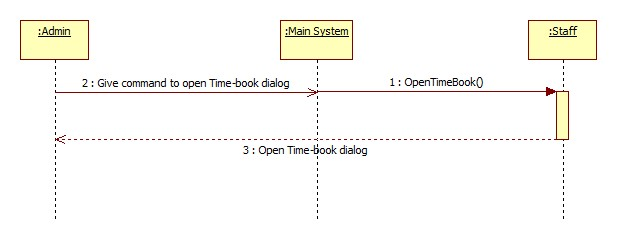 :Admin
:Main System
:Staff
2 : Give command to open Time-book dialog
1 : OpenTimeBook()
3 : Open Time-book dialog